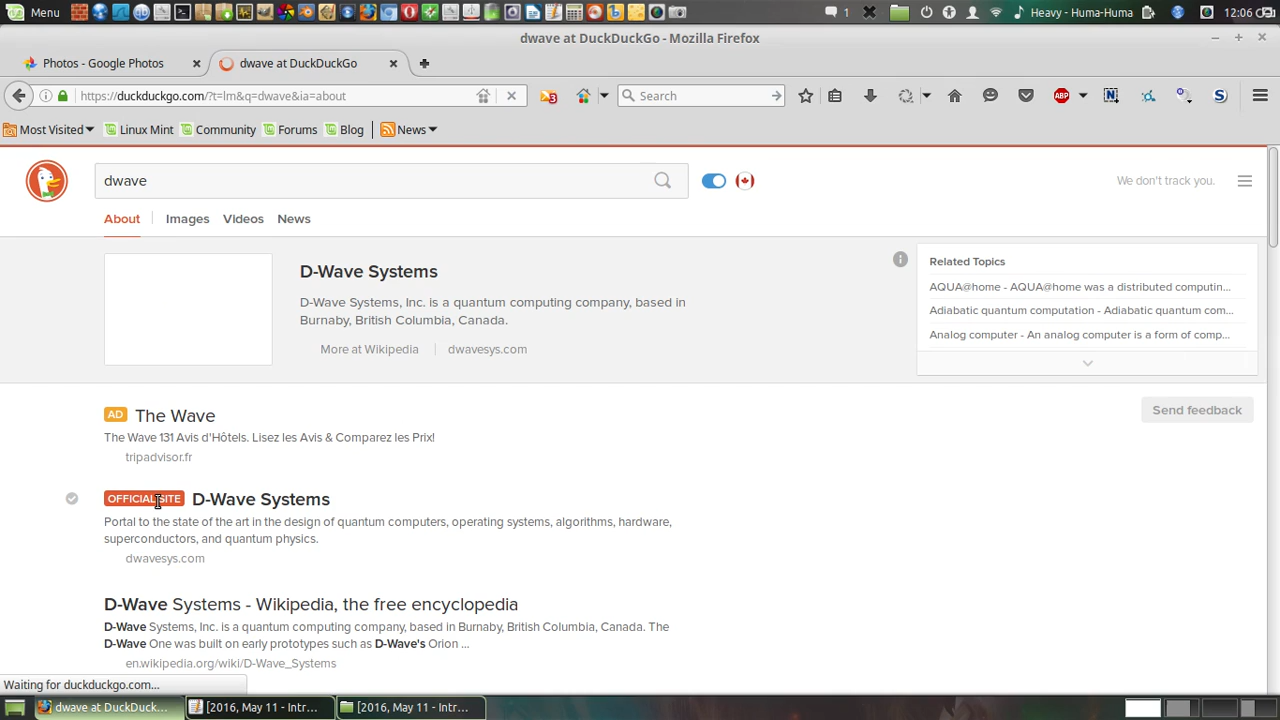 Menu
1
Heavy - Huma-Huma
12:06
dwave at DuckDuckGo - Mozilla Firefox
Photos - Google Photos
dwave at DuckDuckGo
https://duckduckgo.com/?t=lm&q=dwave&ia=about
3
Search
ABP
N
S
Most Visited
Linux Mint
Community
Forums
Blog
News
dwave
We don't track you.
About
Images
Videos
News
D-Wave Systems
D-Wave Systems, Inc. is a quantum computing company, based in
Burnaby, British Columbia, Canada.
More at Wikipedia
dwavesys.com
Related Topics
AQUA@home - AQUA@home was a distributed computin...
Adiabatic quantum computation - Adiabatic quantum com...
Analog computer - An analog computer is a form of comp...
Send feedback
AD The Wave
The Wave 131 Avis d'Hôtels. Lisez les Avis & Comparez les Prix!
tripadvisor.fr
OFFICIAL SITE D-Wave Systems
Portal to the state of the art in the design of quantum computers, operating systems, algorithms, hardware,
superconductors, and quantum physics.
dwavesys.com
D-Wave Systems - Wikipedia, the free encyclopedia
D-Wave Systems, Inc. is a quantum computing company, based in Burnaby, British Columbia, Canada. The
D-Wave One was built on early prototypes such as D-Wave's Orion ...
en.wikipedia.org/wiki/D-Wave_Systems
Waiting for duckduckgo.com...
dwave at DuckDuck...
[2016, May 11 - Intr...
[2016, May 11 - Intr...